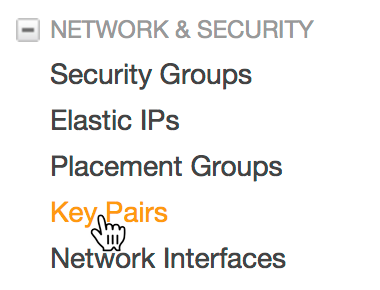 NETWORK & SECURITY
Security Groups
Elastic IPs
Placement Groups
Key Pairs
Network Interfaces